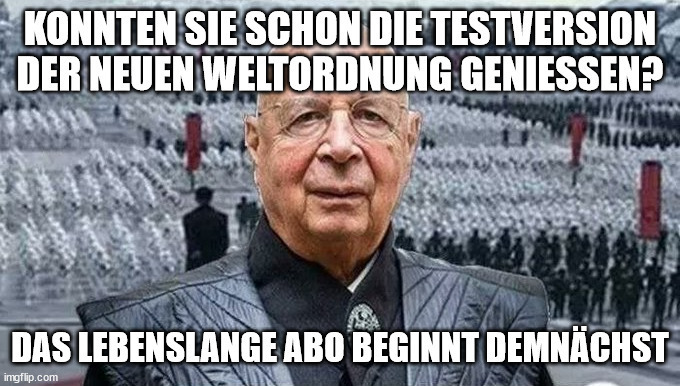 KONNTEN SIE SCHON DIE TESTVERSION
DER NEUEN WELTORDNUNG GENIESSEN?
DAS LEBENSLANGE ABO BEGINNT DEMNÄCHST
imgflip.com